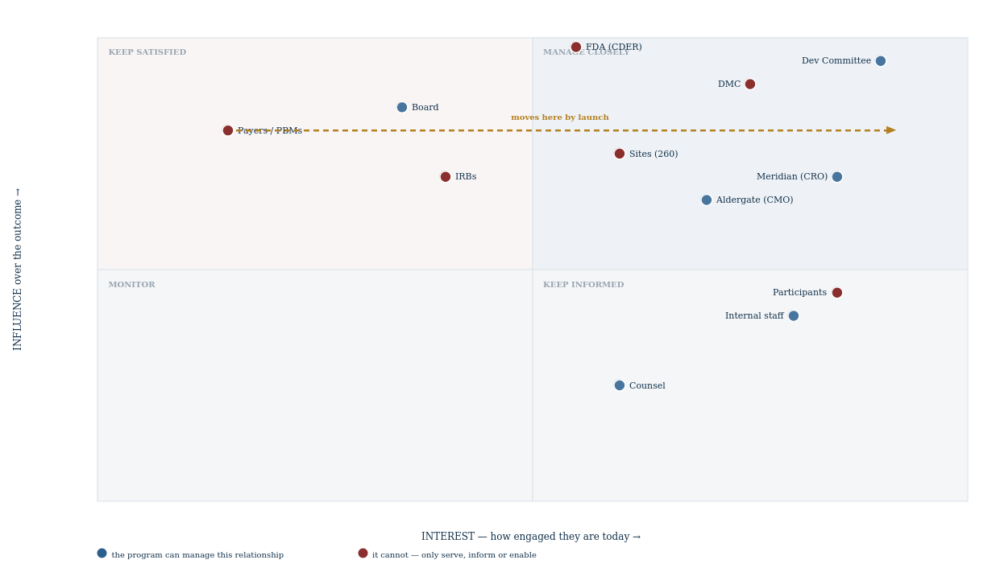 FDA (CDER)
KEEP SATISFIED
MANAGE CLOSELY
Dev Committee
DMC
Board
moves here by launch
Payers / PBMs
Sites (260)
IRBs
Meridian (CRO)
Aldergate (CMO)
INFLUENCE over the outcome →
MONITOR
KEEP INFORMED
Participants
Internal staff
Counsel
INTEREST — how engaged they are today →
the program can manage this relationship
it cannot — only serve, inform or enable